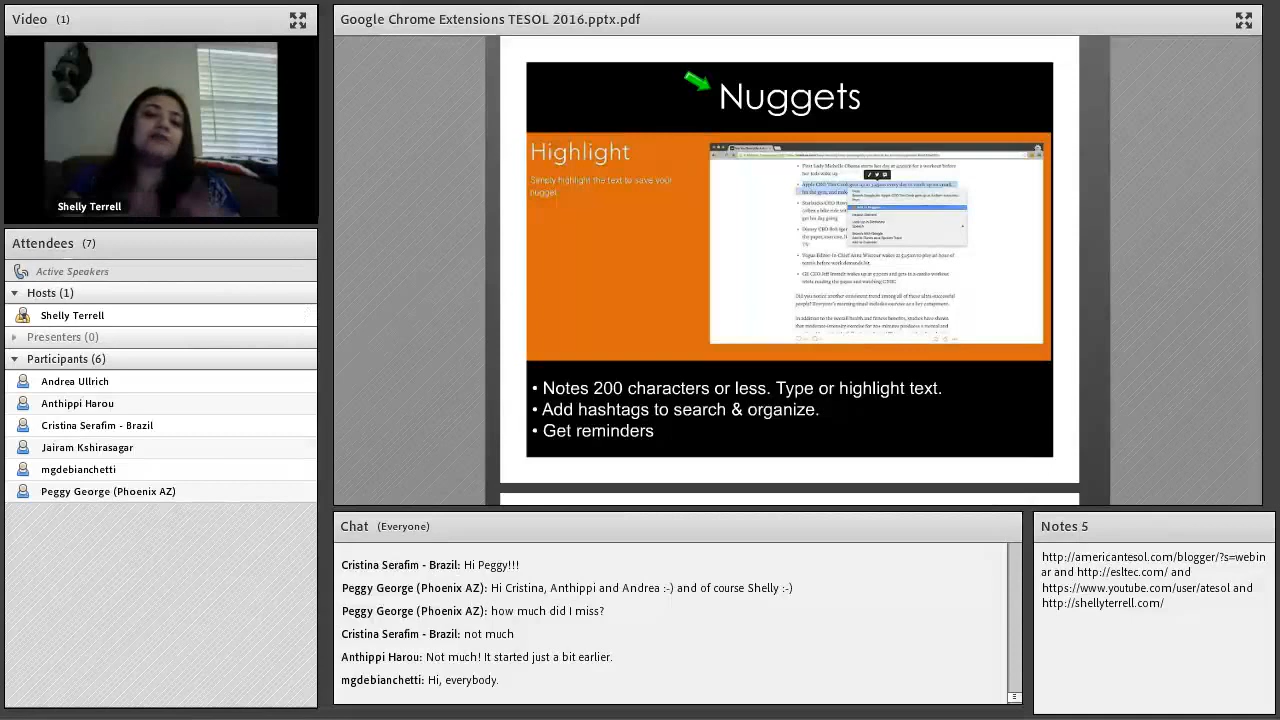 Video (1)
Shelly Terrell
Attendees (7)
Active Speakers
Hosts (1)
Shelly Terrell
Presenters (0)
Participants (6)
Andrea Ullrich
Anthippi Harou
Cristina Serafim - Brazil
Jairam Kshirasagar
mgdebianchetti
Peggy George (Phoenix AZ)
Google Chrome Extensions TESOL 2016.pptx.pdf
Nuggets
Highlight
Simply highlight the text to save your
nugget
• Notes 200 characters or less. Type or highlight text.
• Add hashtags to search & organize.
• Get reminders
Chat (Everyone)
Cristina Serafim - Brazil: Hi Peggy!!!
Peggy George (Phoenix AZ): Hi Cristina, Anthippi and Andrea :-) and of course Shelly :-)
Peggy George (Phoenix AZ): how much did I miss?
Cristina Serafim - Brazil: not much
Anthippi Harou: Not much! It started just a bit earlier.
mgdebianchetti: Hi, everybody.
Notes 5
http://americantesol.com/blogger/?s=webin
ar and http://esltec.com/ and
https://www.youtube.com/user/atesol and
http://shellyterrell.com/